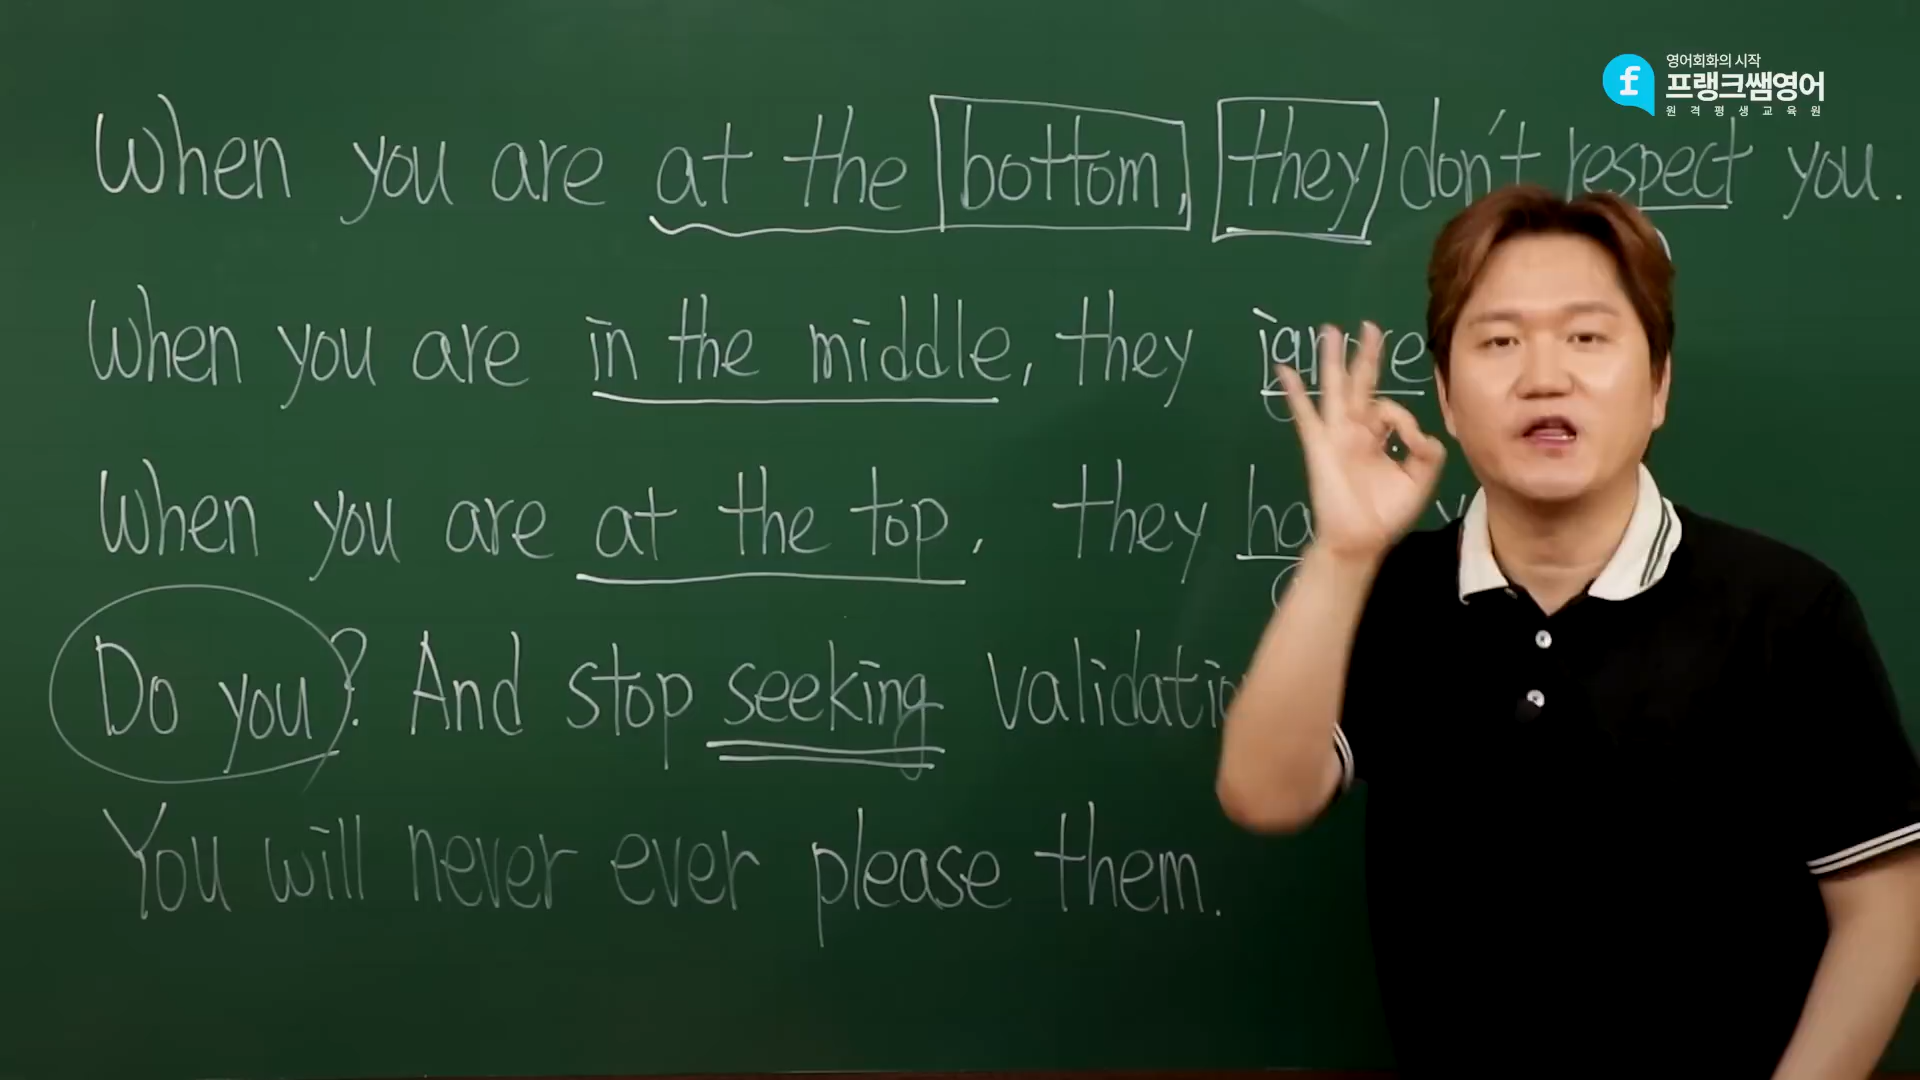 영어회화의 시작
프랭크쌤영어
원격평생교육원
When you are at the bottom, they don't respect you.
When you are in the middle, they ignore
When you are at the top, they
Do you? And stop seeking
You will never ever please them.